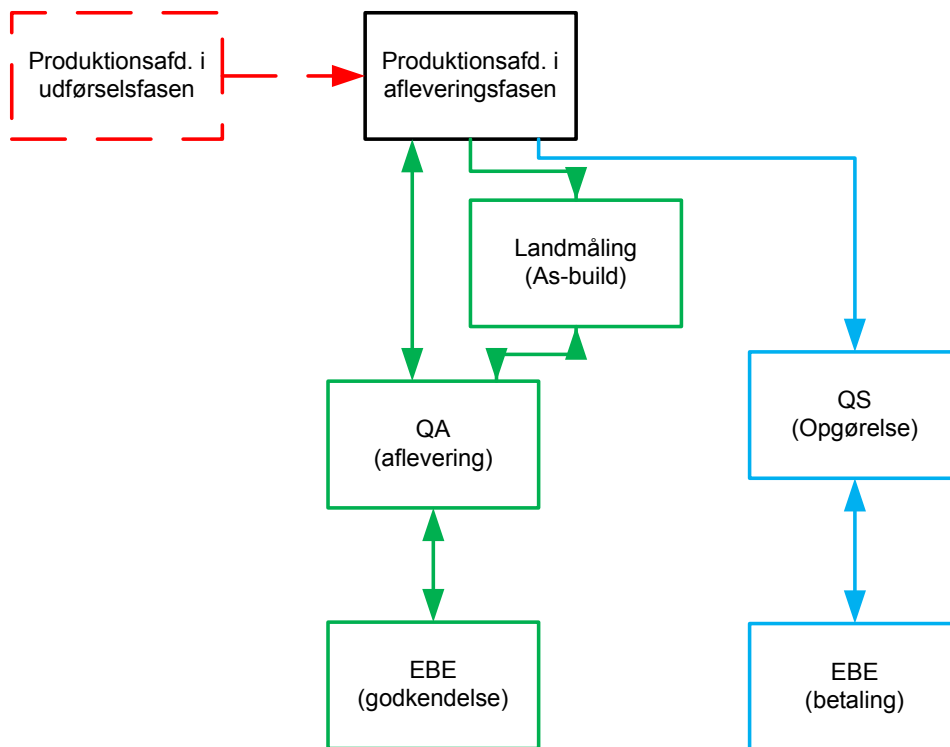 Produktionsafd. i
udførselsfasen
Produktionsafd. i
afleveringsfasen
Landmåling
(As-build)
QA
(aflevering)
QS
(Opgørelse)
EBE
(godkendelse)
EBE
(betaling)